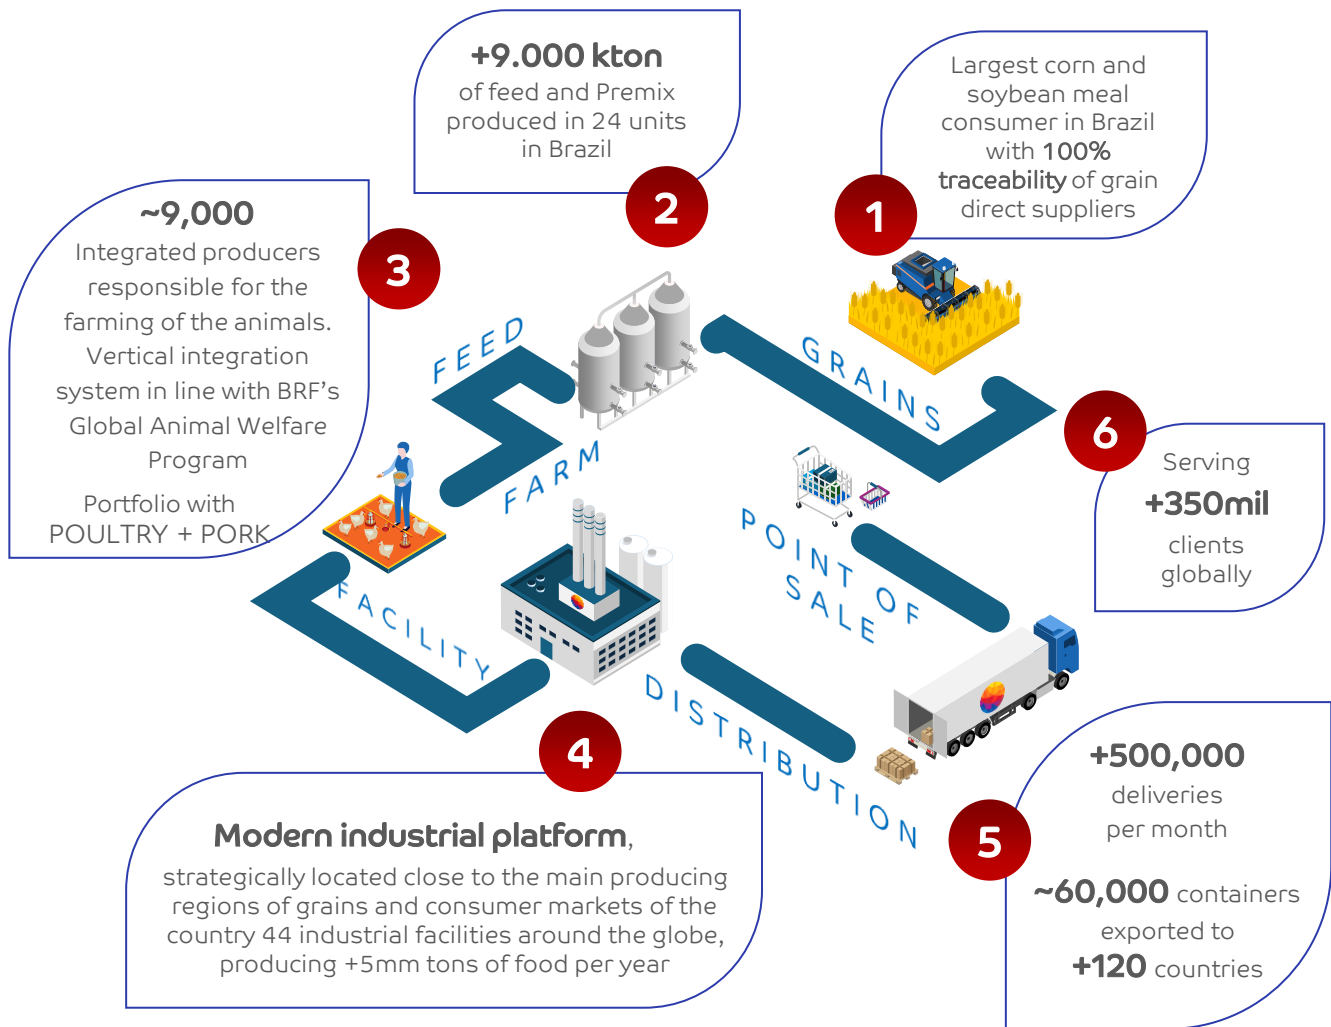 1
Largest corn and
soybean meal
consumer in Brazil
with 100%
traceability of grain
direct suppliers
2
+9.000 kton
of feed and Premix
produced in 24 units
in Brazil
3
~9,000
Integrated producers
responsible for the
farming of the animals.
Vertical integration
system in line with BRF’s
Global Animal Welfare
Program
Portfolio with
POULTRY + PORK
GRAINS
FEED
FARM
FACILITY
DISTRIBUTION
POINT OF
SALE
4
Modern industrial platform,
strategically located close to the main producing
regions of grains and consumer markets of the
country 44 industrial facilities around the globe,
producing +5mm tons of food per year
5
+500,000
deliveries
per month
~60,000 containers
exported to
+120 countries
6
Serving
+350mil
clients
globally